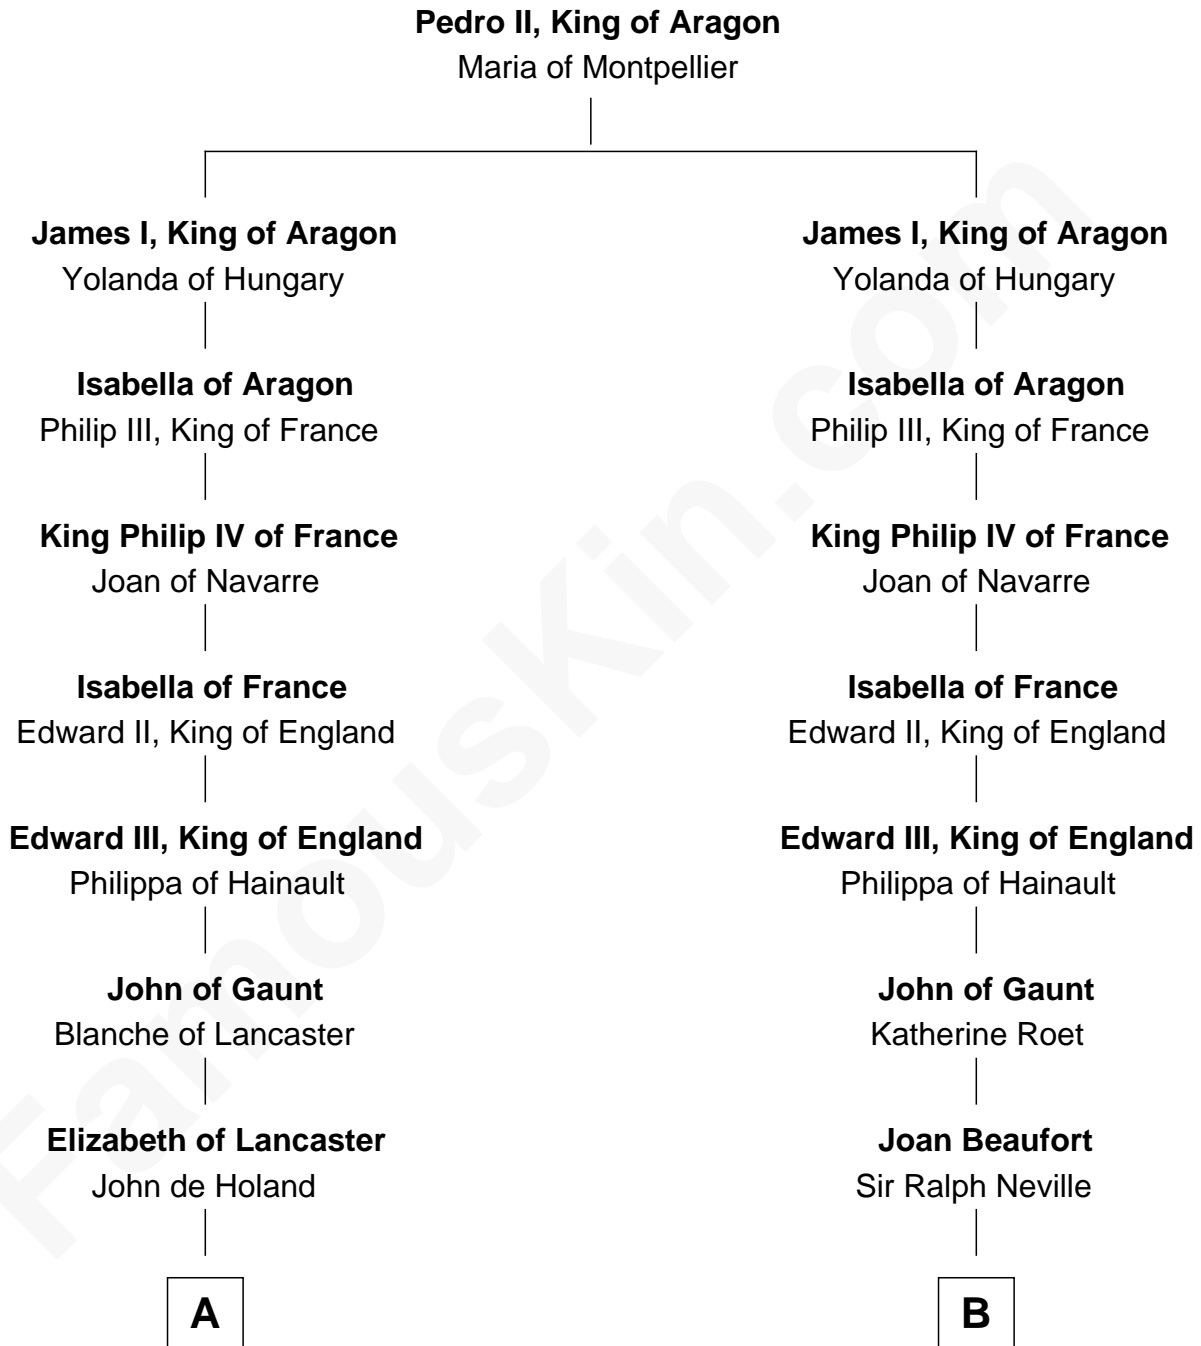 Pedro II, King of Aragon
Maria of Montpellier
James I, King of Aragon
Yolanda of Hungary
Isabella of Aragon
Philip III, King of France
King Philip IV of France
Joan of Navarre
Isabella of France
Edward II, King of England
Edward III, King of England
Philippa of Hainault
John of Gaunt
Blanche of Lancaster
Elizabeth of Lancaster
John de Holand
A
James I, King of Aragon
Yolanda of Hungary
Isabella of Aragon
Philip III, King of France
King Philip IV of France
Joan of Navarre
Isabella of France
Edward II, King of England
Edward III, King of England
Philippa of Hainault
John of Gaunt
Katherine Roet
Joan Beaufort
Sir Ralph Neville
B
FamousKin.com